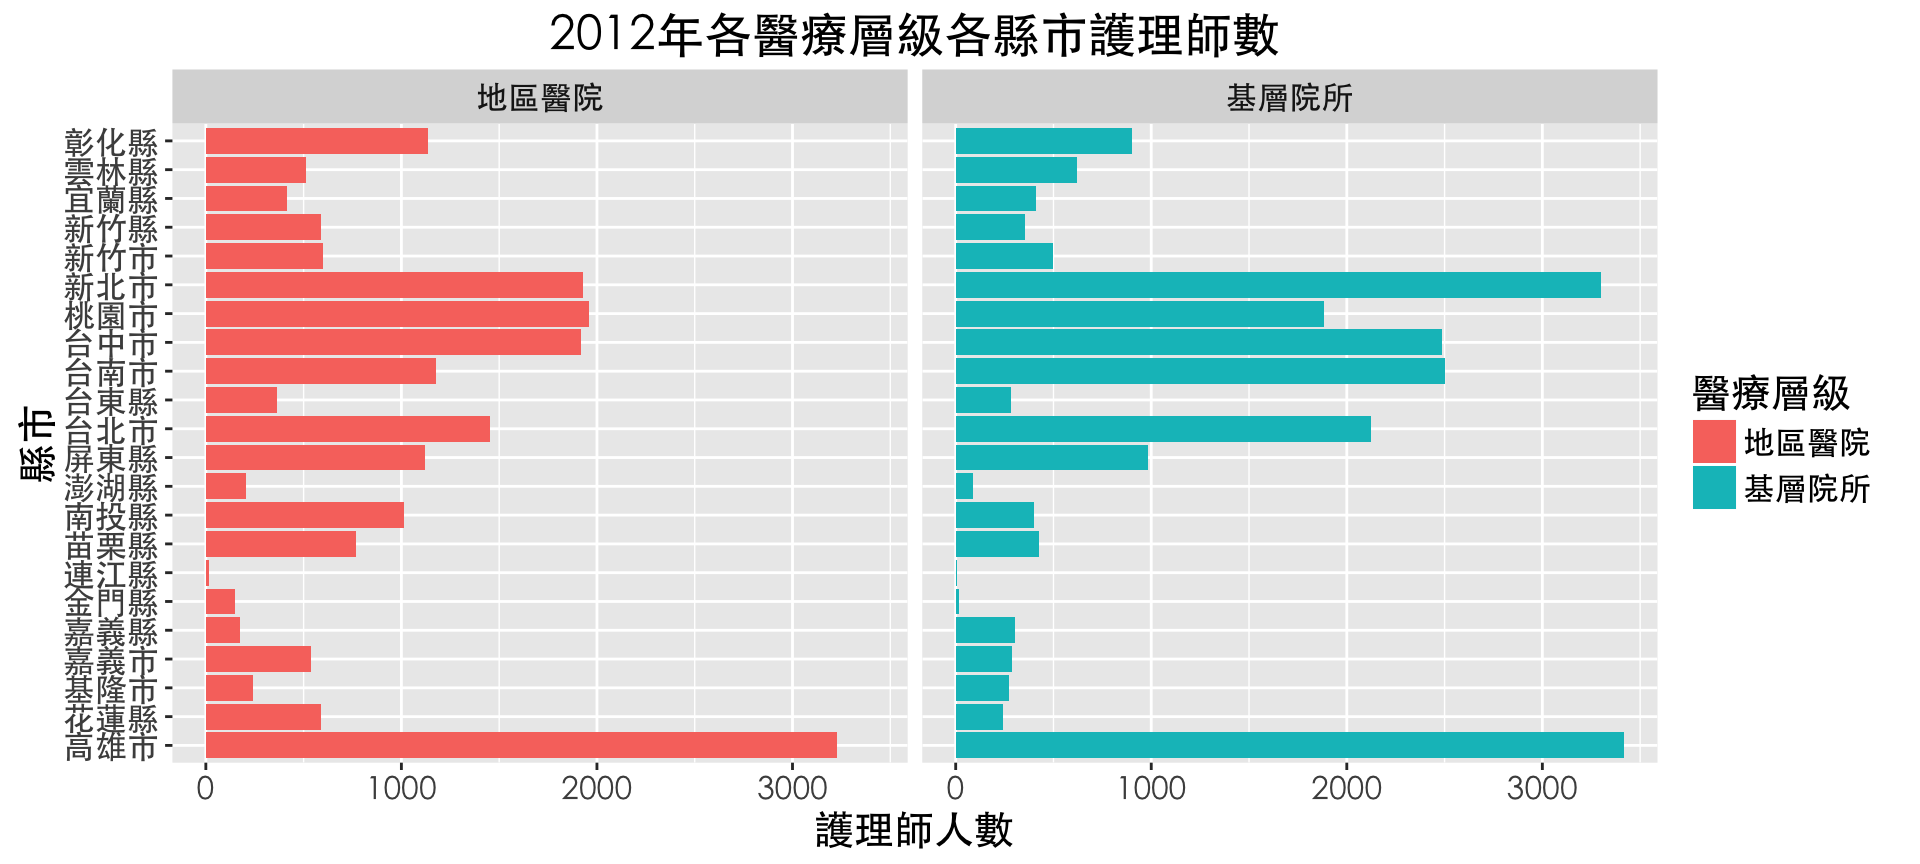 2012年各醫療層級各縣市護理師數
地區醫院
基層院所
縣市
彰化縣
雲林縣
宜蘭縣
新竹縣
新竹市
新北市
桃園市
台中市
台南市
台東縣
台北市
屏東縣
澎湖縣
南投縣
苗栗縣
連江縣
金門縣
嘉義縣
嘉義市
基隆市
花蓮縣
高雄市
0 1000 2000 3000
0 1000 2000 3000
護理師人數
醫療層級
地區醫院
基層院所